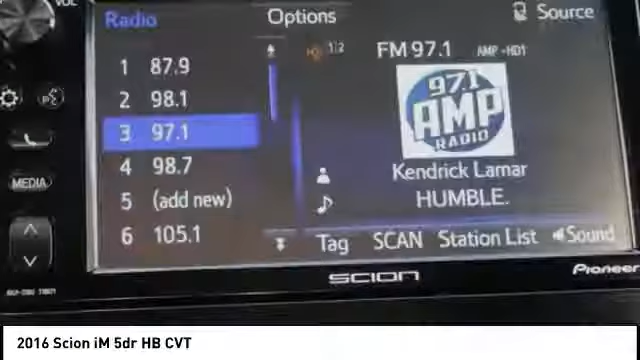 VOL
Radio
Options
Source
1 87.9
2 98.1
3 97.1
4 98.7
5 (add new)
6 105.1
HD 1/2
FM 97.1 AMP-HD1
97.1
AMP
RADIO
Kendrick Lamar
HUMBLE.
Tag SCAN Station List Sound
MEDIA
SCION
Pioneer
2016 Scion iM 5dr HB CVT